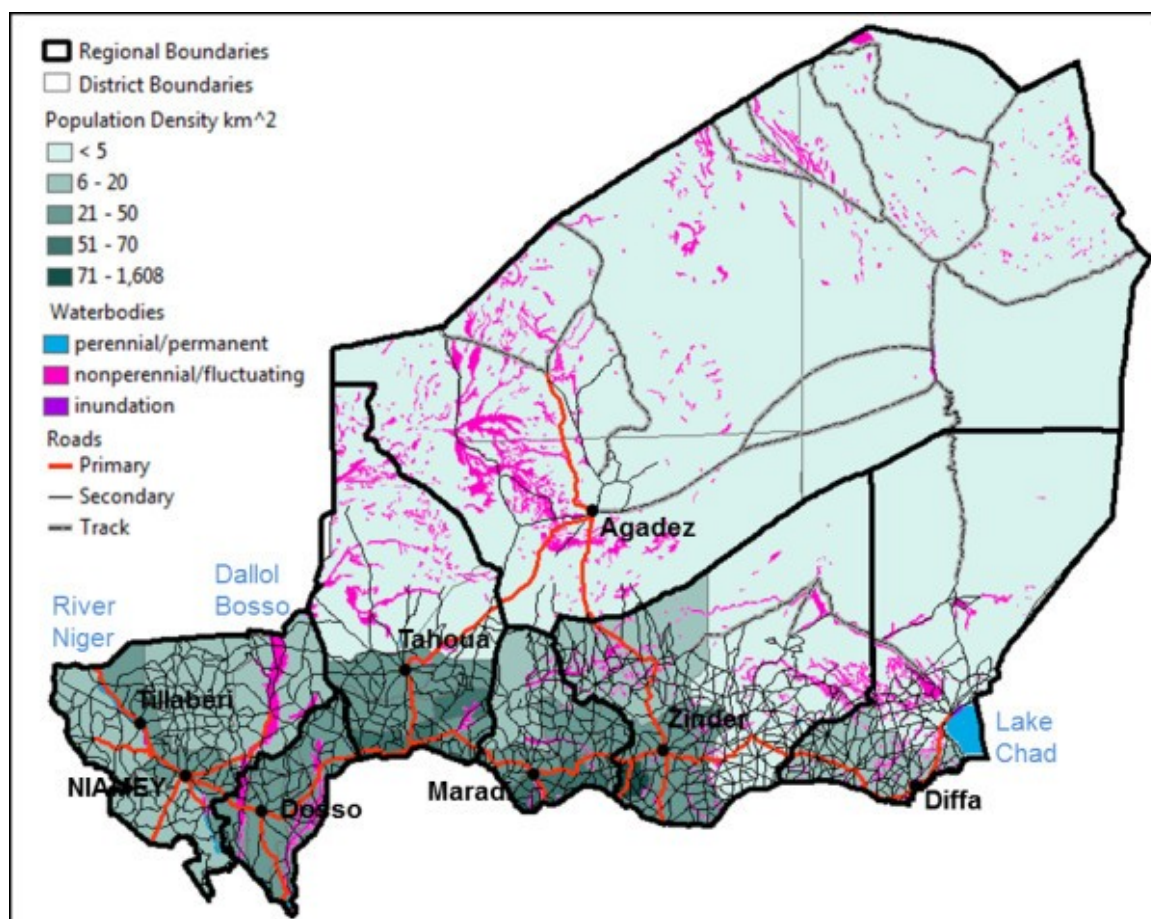 Regional Boundaries
District Boundaries
Population Density km^2
< 5
6 - 20
21 - 50
51 - 70
71 - 1,608
Waterbodies
perennial/permanent
nonperennial/fluctuating
inundation
Roads
Primary
Secondary
Track
Agadez
Dallol
Bosso
River
Niger
Tahoua
Tillaberi
Zinder
Lake
Chad
NIAMEY
Maradi
Dosso
Diffa